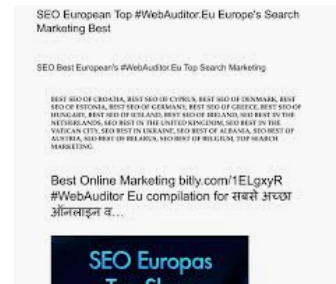 SEO European Top #WebAuditor.Eu Europe's Search
Marketing Best
SEO Best European's #WebAuditor.Eu Top Search Marketing
BEST SEO OF CROATIA, BEST SEO OF CYPRUS, BEST SEO OF DENMARK, BEST
SEO OF ESTONIA, BEST SEO OF GERMANY, BEST SEO OF GREECE, BEST SEO OF
HUNGARY, BEST SEO OF ICELAND, BEST SEO OF IRELAND, SEO BEST IN THE
NETHERLANDS, SEO BEST IN THE UNITED KINGDOM, SEO BEST IN THE
VATICAN CITY, SEO BEST IN UKRAINE, SEO BEST OF ALBANIA, SEO BEST OF
AUSTRIA, SEO BEST OF BELARUS, SEO BEST OF BELGIUM, TOP SEARCH
MARKETING
Best Online Marketing bitly.com/1ELgxyR
#WebAuditor Eu compilation for सबसे अच्छा
ऑनलाइन व…
SEO Europas